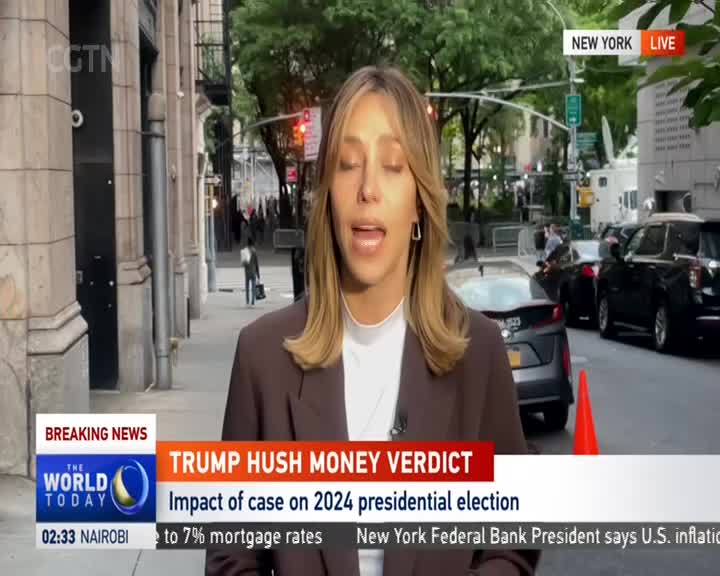 CGTN
NEW YORK LIVE
BREAKING NEWS
TRUMP HUSH MONEY VERDICT
THE
WORLD
TODAY
Impact of case on 2024 presidential election
02:33 NAIROBI
e to 7% mortgage rates New York Federal Bank President says U.S. inflatio